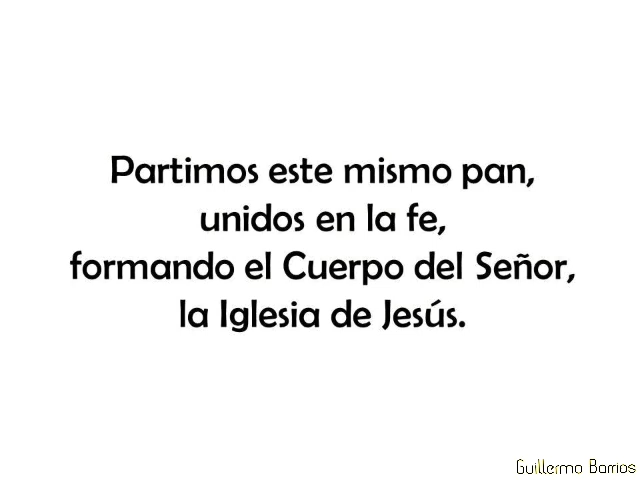 Partimos este mismo pan,
unidos en la fe,
formando el Cuerpo del Señor,
la Iglesia de Jesús.
Guillermo Barrios